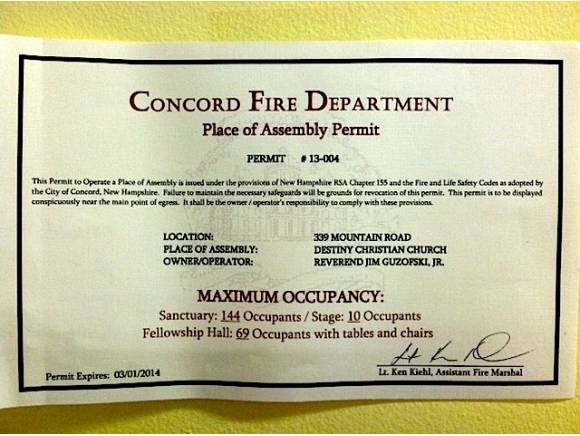 CONCORD FIRE DEPARTMENT
Place of Assembly Permit
PERMIT # 13-004
This Permit to Operate a Place of Assembly is issued under the provisions of New Hampshire RSA Chapter 155 and the Fire and Life Safety Codes as adopted by
the City of Concord, New Hampshire. Failure to maintain the necessary safeguards will be grounds for revocation of this permit. This permit is to be displayed
conspicuously near the main point of egress. It shall be the owner / operator's responsibility to comply with these provisions.
LOCATION: 339 MOUNTAIN ROAD
PLACE OF ASSEMBLY: DESTINY CHRISTIAN CHURCH
OWNER/OPERATOR: REVEREND JIM GUZOFSKI, JR.
MAXIMUM OCCUPANCY:
Sanctuary: 144 Occupants / Stage: 10 Occupants
Fellowship Hall: 69 Occupants with tables and chairs
Permit Expires: 03/01/2014
Lt. Ken Kiehl, Assistant Fire Marshal